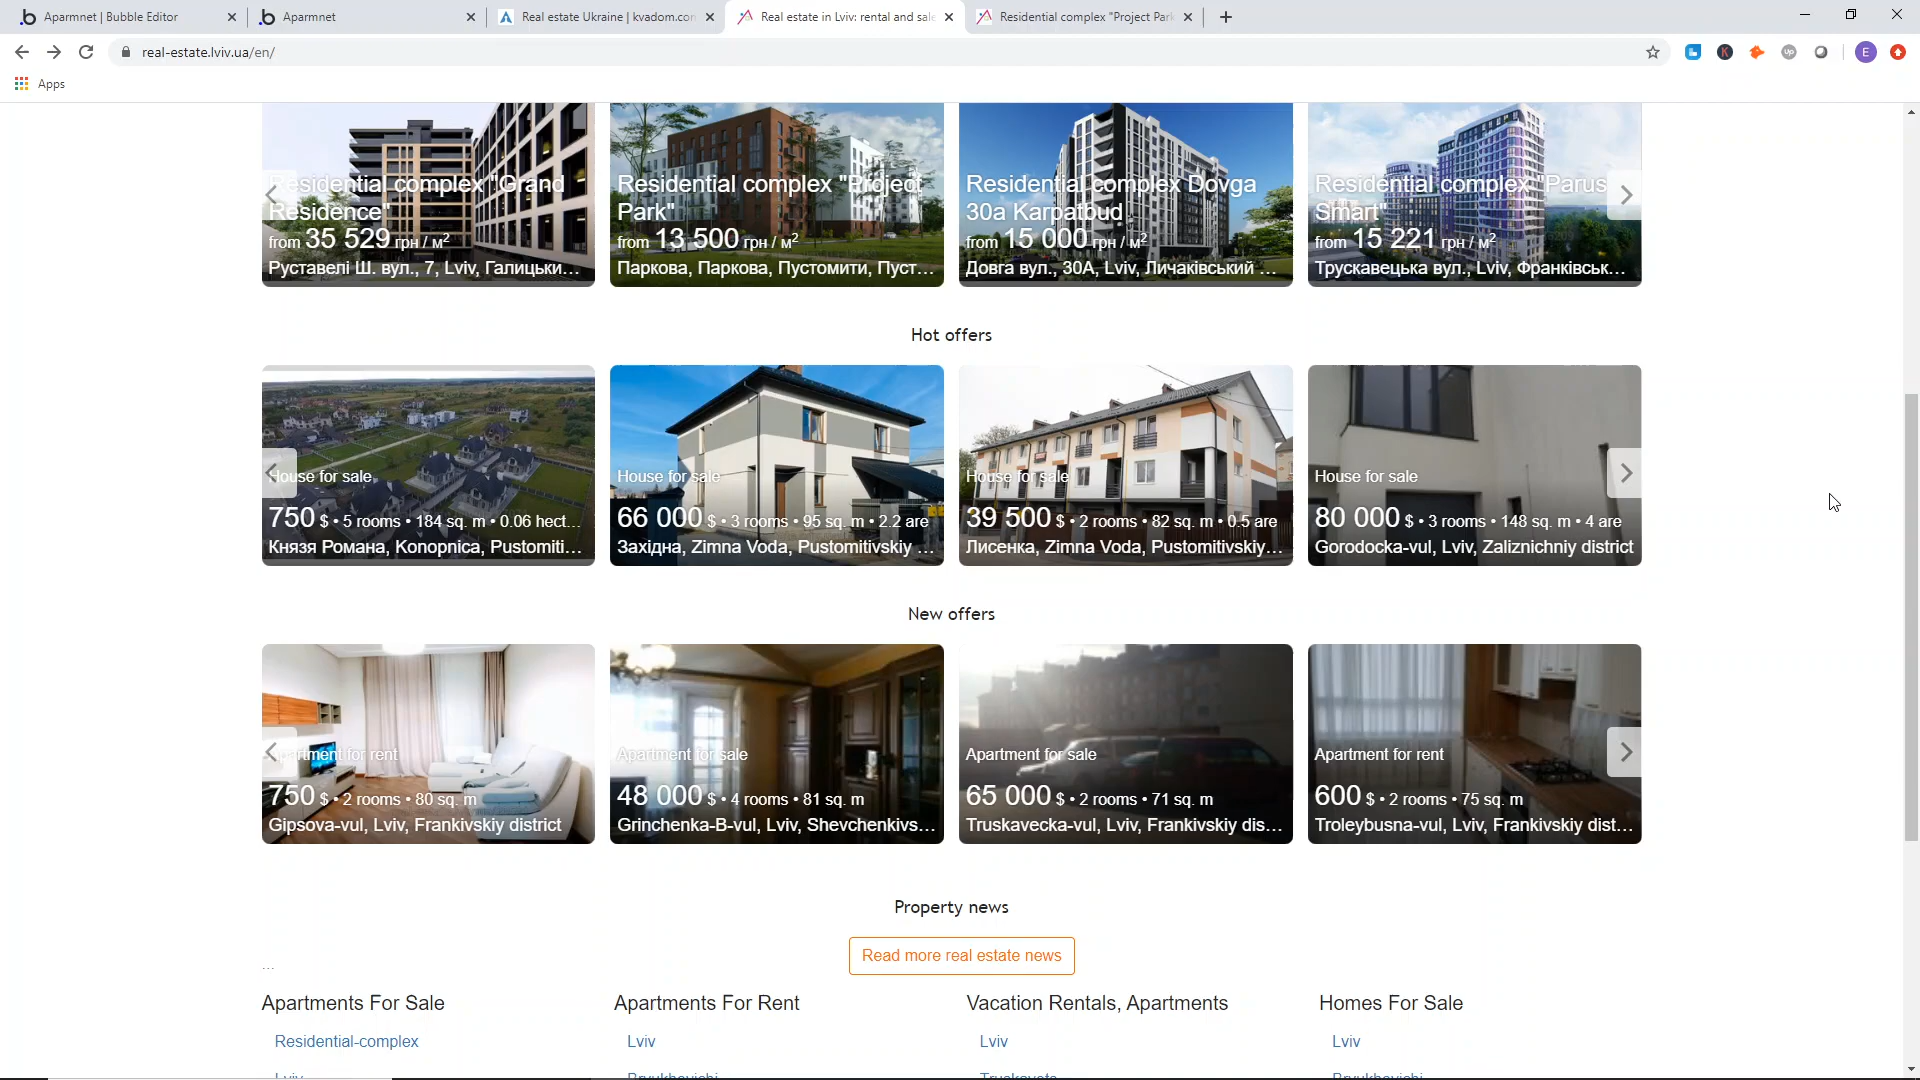 Aparmnet | Bubble Editor
Aparmnet
Real estate Ukraine | kvadom.con
Real estate in Lviv: rental and sale
Residential complex "Project Park
real-estate.lviv.ua/en/
E
Apps
Residential complex "Grand
Residence"
from 35 529 грн / м²
Руставелі Ш. вул., 7, Lviv, Галицьки...
Residential complex "Project
Park"
from 13 500 грн / м²
Паркова, Паркова, Пустомити, Пуст...
Residential complex Dovga
30a Karpatbud
from 15 000 грн / м²
Довга вул., 30А, Lviv, Личаківський ...
Residential complex "Parus
Smart"
from 15 221 грн / м²
Трускавецька вул., Lviv, Франківськ...
Hot offers
House for sale
750 $ • 5 rooms • 184 sq. m • 0.06 hect...
Князя Романа, Konopnica, Pustomiti...
House for sale
66 000 $ • 3 rooms • 95 sq. m • 2.2 are
Західна, Zimna Voda, Pustomitivskiy ...
House for sale
39 500 $ • 2 rooms • 82 sq. m • 0.5 are
Лисенка, Zimna Voda, Pustomitivskiy...
House for sale
80 000 $ • 3 rooms • 148 sq. m • 4 are
Gorodocka-vul, Lviv, Zaliznichniy district
New offers
Apartment for rent
750 $ • 2 rooms • 80 sq. m
Gipsova-vul, Lviv, Frankivskiy district
Apartment for sale
48 000 $ • 4 rooms • 81 sq. m
Grinchenka-B-vul, Lviv, Shevchenkivs...
Apartment for sale
65 000 $ • 2 rooms • 71 sq. m
Truskavecka-vul, Lviv, Frankivskiy dis...
Apartment for rent
600 $ • 2 rooms • 75 sq. m
Troleybusna-vul, Lviv, Frankivskiy dist...
Property news
Read more real estate news
...
Apartments For Sale
Residential-complex
Lviv
Apartments For Rent
Lviv
Bryukhovichi
Vacation Rentals, Apartments
Lviv
Truskavets
Homes For Sale
Lviv
Bryukhovichi